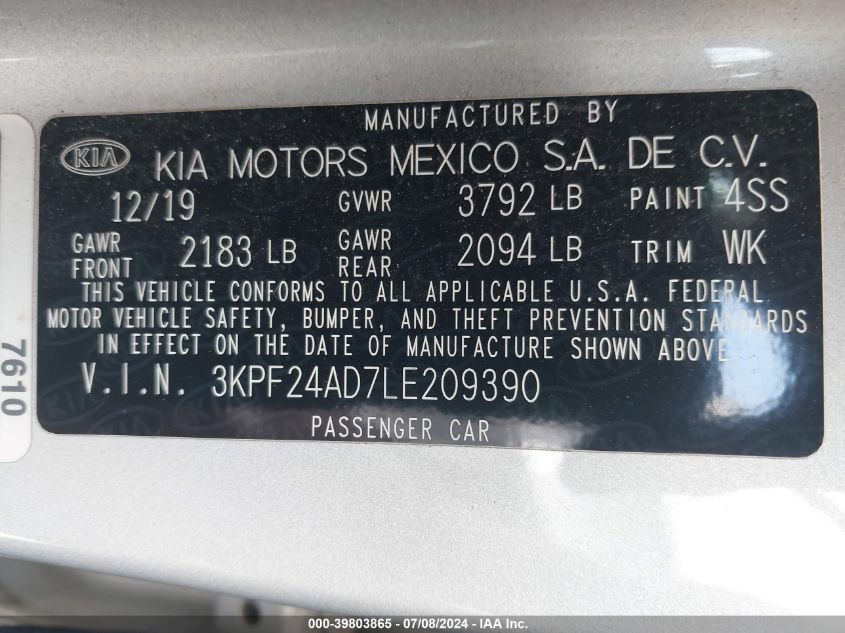 MANUFACTURED BY
KIA KIA MOTORS MEXICO S.A. DE C.V.
12/19 GVWR 3792 LB PAINT 4SS
GAWR FRONT 2183 LB GAWR REAR 2094 LB TRIM WK
THIS VEHICLE CONFORMS TO ALL APPLICABLE U.S.A. FEDERAL
MOTOR VEHICLE SAFETY, BUMPER, AND THEFT PREVENTION STANDARDS
IN EFFECT ON THE DATE OF MANUFACTURE SHOWN ABOVE
V.I.N. 3KPF24AD7LE209390
PASSENGER CAR
7610
000-39803865 / 07/08/2024 - IAA Inc.